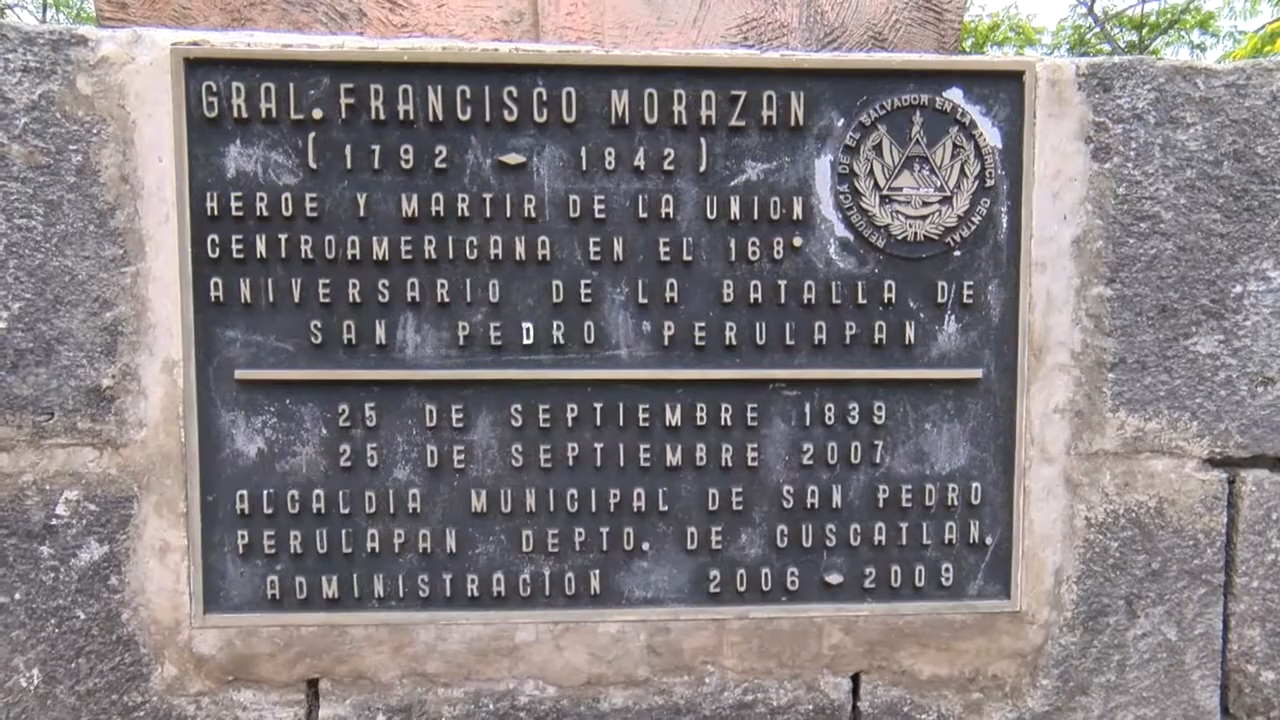 GRAL. FRANCISCO MORAZAN
(1792 - 1842)
HEROE Y MARTIR DE LA UNION
CENTROAMERICANA EN EL 168°
ANIVERSARIO DE LA BATALLA DE
SAN PEDRO PERULAPAN
25 DE SEPTIEMBRE 1839
25 DE SEPTIEMBRE 2007
ALCALDIA MUNICIPAL DE SAN PEDRO
PERULAPAN DEPTO. DE CUSCATLAN.
ADMINISTRACION 2006 - 2009
REPUBLICA DE EL SALVADOR EN LA AMERICA CENTRAL